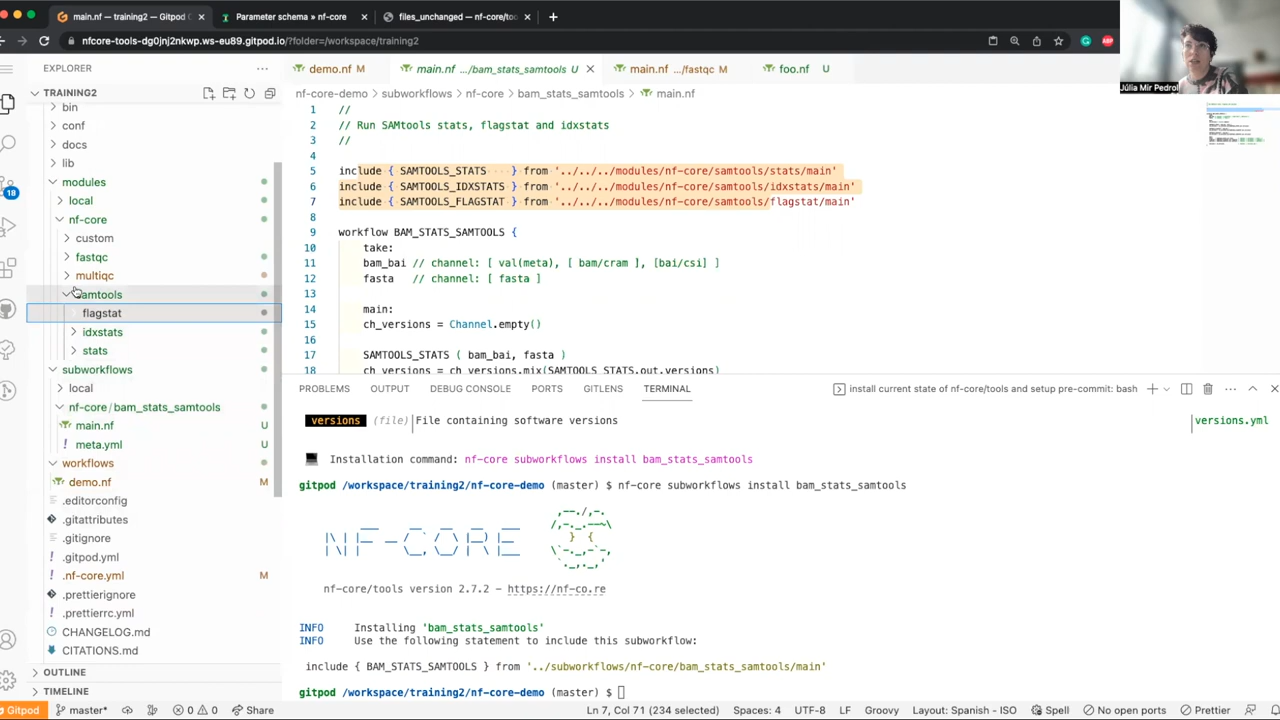 main.nf — training2 — Gitpod
Parameter schema » nf-core
files_unchanged — nf-core/to
nfcore-tools-dg0jnj2nkwp.ws-eu89.gitpod.io/?folder=/workspace/training2
Júlia Mir Pedrol
EXPLORER
TRAINING2
bin
conf
docs
lib
modules
local
nf-core
custom
fastqc
multiqc
amtools
flagstat
idxstats
stats
subworkflows
local
nf-core / bam_stats_samtools
main.nf U
meta.yml U
workflows
demo.nf M
.editorconfig
.gitattributes
.gitignore
.gitpod.yml
.nf-core.yml M
.prettierignore
.prettierrc.yml
CHANGELOG.md
CITATIONS.md
OUTLINE
TIMELINE
18
demo.nf M
main.nf .../bam_stats_samtools U
main.nf .../fastqc M
foo.nf U
nf-core-demo > subworkflows > nf-core > bam_stats_samtools > main.nf
1 //
2 // Run SAMtools stats, flagstat and idxstats
3 //
4
5 include { SAMTOOLS_STATS    } from '../../../modules/nf-core/samtools/stats/main'
6 include { SAMTOOLS_IDXSTATS } from '../../../modules/nf-core/samtools/idxstats/main'
7 include { SAMTOOLS_FLAGSTAT } from '../../../modules/nf-core/samtools/flagstat/main'
8
9 workflow BAM_STATS_SAMTOOLS {
10 take:
11 bam_bai // channel: [ val(meta), [ bam/cram ], [bai/csi] ]
12 fasta   // channel: [ fasta ]
13
14 main:
15 ch_versions = Channel.empty()
16
17 SAMTOOLS_STATS ( bam_bai, fasta )
18 ch_versions = ch_versions.mix(SAMTOOLS_STATS.out.versions)
PROBLEMS OUTPUT DEBUG CONSOLE PORTS GITLENS TERMINAL
install current state of nf-core/tools and setup pre-commit: bash
versions (file) File containing software versions versions.yml
Installation command: nf-core subworkflows install bam_stats_samtools
gitpod /workspace/training2/nf-core-demo (master) $ nf-core subworkflows install bam_stats_samtools
nf-core/tools version 2.7.2 - https://nf-co.re
INFO Installing 'bam_stats_samtools'
INFO Use the following statement to include this subworkflow:
include { BAM_STATS_SAMTOOLS } from '../subworkflows/nf-core/bam_stats_samtools/main'
gitpod /workspace/training2/nf-core-demo (master) $
Gitpod master* 0 0 Share Ln 7, Col 71 (234 selected) Spaces: 4 UTF-8 LF Groovy Layout: Spanish - ISO Spell No open ports Prettier